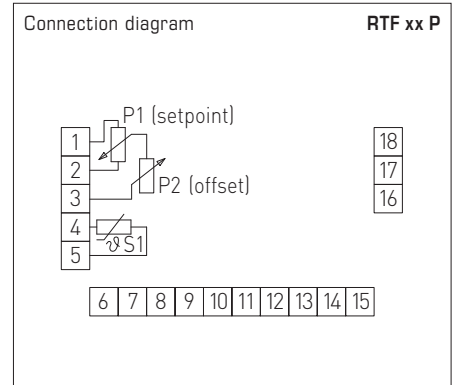 Connection diagram RTF xx P
P1 (setpoint)
1
2
3
4
5
P2 (offset)
ϑ S1
18
17
16
6 7 8 9 10 11 12 13 14 15